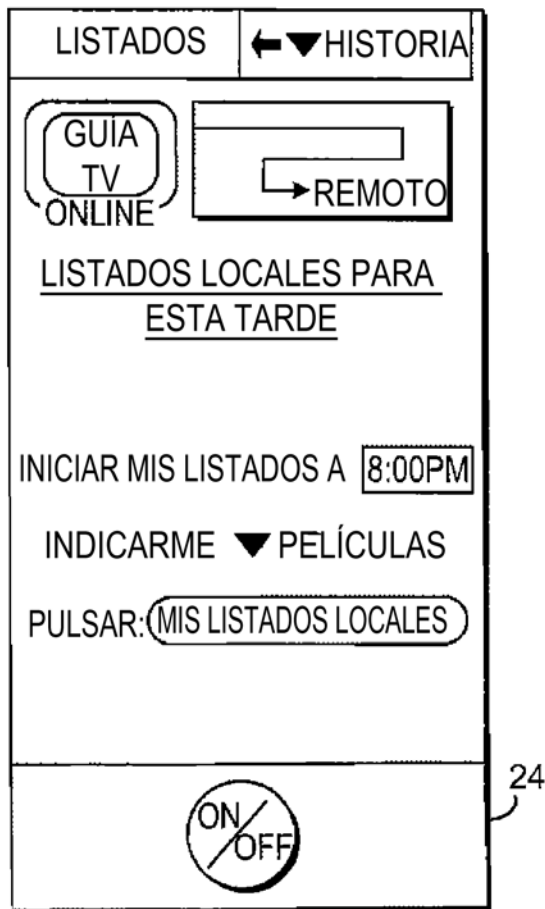 LISTADOS
←▼HISTORIA
GUÍA
TV
ONLINE
REMOTO
LISTADOS LOCALES PARA
ESTA TARDE
INICIAR MIS LISTADOS A 8:00PM
INDICARME ▼ PELÍCULAS
PULSAR: MIS LISTADOS LOCALES
24
ON/OFF